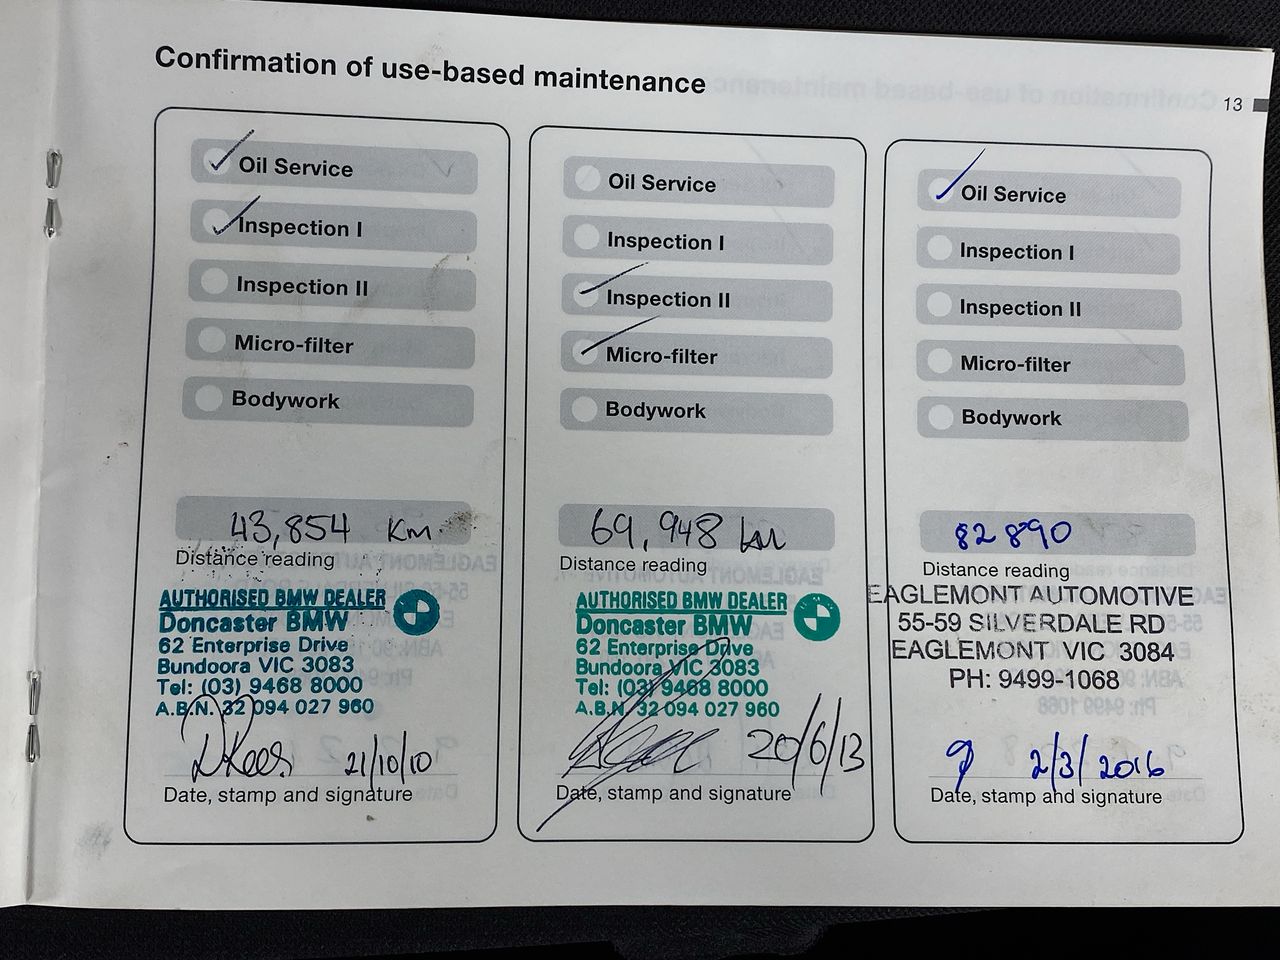 Confirmation of use-based maintenance
13
Oil Service
Inspection I
Inspection II
Micro-filter
Bodywork
43,854 Km
Distance reading
AUTHORISED BMW DEALER
Doncaster BMW
62 Enterprise Drive
Bundoora VIC 3083
Tel: (03) 9468 8000
A.B.N. 32 094 027 960
21/10/10
Date, stamp and signature
Oil Service
Inspection I
Inspection II
Micro-filter
Bodywork
69,948 km
Distance reading
AUTHORISED BMW DEALER
Doncaster BMW
62 Enterprise Drive
Bundoora VIC 3083
Tel: (03) 9468 8000
A.B.N. 32 094 027 960
20/6/13
Date, stamp and signature
Oil Service
Inspection I
Inspection II
Micro-filter
Bodywork
82890
Distance reading
EAGLEMONT AUTOMOTIVE
55-59 SILVERDALE RD
EAGLEMONT VIC 3084
PH: 9499-1068
2/3/2016
Date, stamp and signature